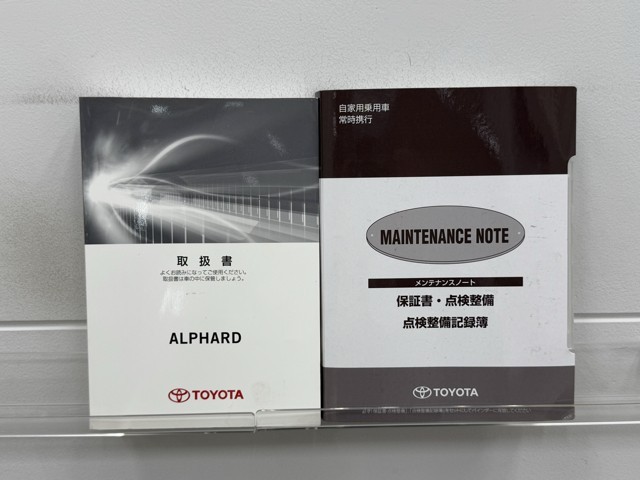 取扱書
よくお読みになってご使用ください。
取扱書は車の中に保管しましょう。
ALPHARD
TOYOTA
自家用乗用車
常時携行
MAINTENANCE NOTE
メンテナンスノート
保証書・点検整備
点検整備記録簿
TOYOTA